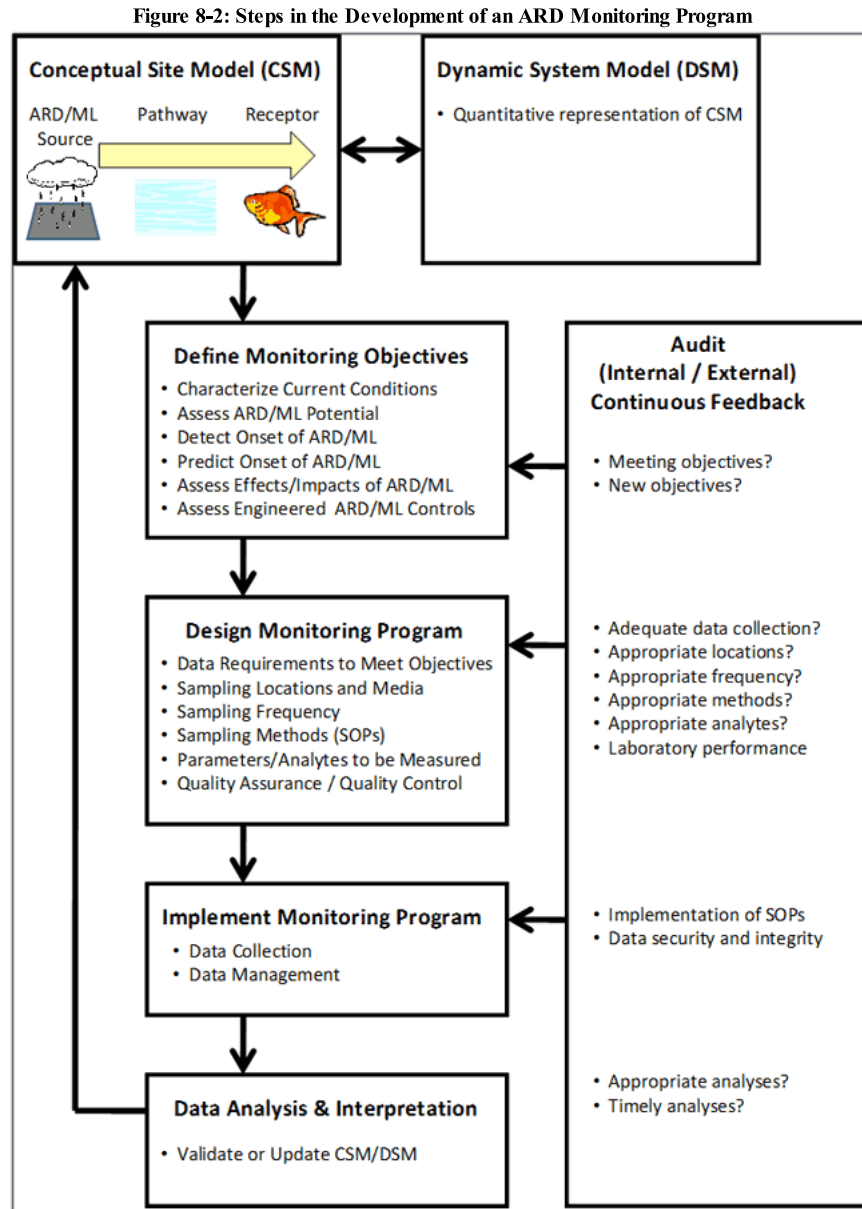 Figure 8-2: Steps in the Development of an ARD Monitoring Program
Conceptual Site Model (CSM)
ARD/ML
Source
Pathway
Receptor
Dynamic System Model (DSM)
• Quantitative representation of CSM
Define Monitoring Objectives
• Characterize Current Conditions
• Assess ARD/ML Potential
• Detect Onset of ARD/ML
• Predict Onset of ARD/ML
• Assess Effects/Impacts of ARD/ML
• Assess Engineered ARD/ML Controls
Design Monitoring Program
• Data Requirements to Meet Objectives
• Sampling Locations and Media
• Sampling Frequency
• Sampling Methods (SOPs)
• Parameters/Analytes to be Measured
• Quality Assurance / Quality Control
Implement Monitoring Program
• Data Collection
• Data Management
Data Analysis & Interpretation
• Validate or Update CSM/DSM
Audit
(Internal / External)
Continuous Feedback
• Meeting objectives?
• New objectives?
• Adequate data collection?
• Appropriate locations?
• Appropriate frequency?
• Appropriate methods?
• Appropriate analytes?
• Laboratory performance
• Implementation of SOPs
• Data security and integrity
• Appropriate analyses?
• Timely analyses?